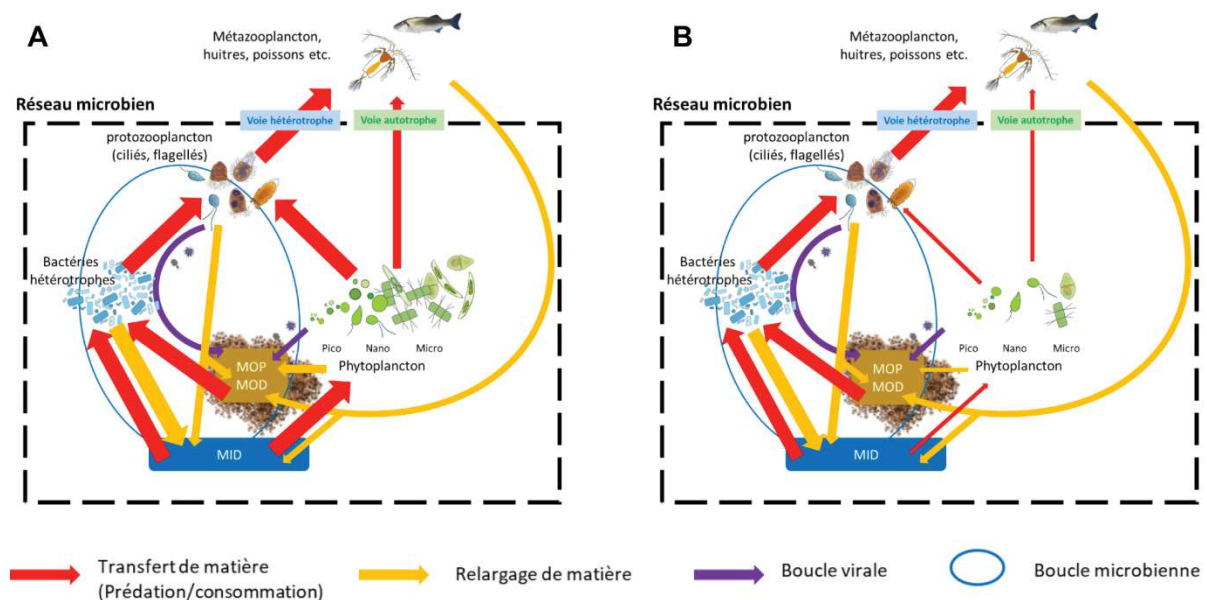 A
Métazooplancton,
huitres, poissons etc.
Réseau microbien
Voie hétérotrophe
Voie autotrophe
protozooplancton
(ciliés, flagellés)
Bactéries
hétérotrophes
Pico
Nano
Micro
Phytoplancton
MOP
MOD
MID
B
Métazooplancton,
huitres, poissons etc.
Réseau microbien
Voie hétérotrophe
Voie autotrophe
protozooplancton
(ciliés, flagellés)
Bactéries
hétérotrophes
Pico
Nano
Micro
Phytoplancton
MOP
MOD
MID
Transfert de matière
(Prédation/consommation)
Relargage de matière
Boucle virale
Boucle microbienne